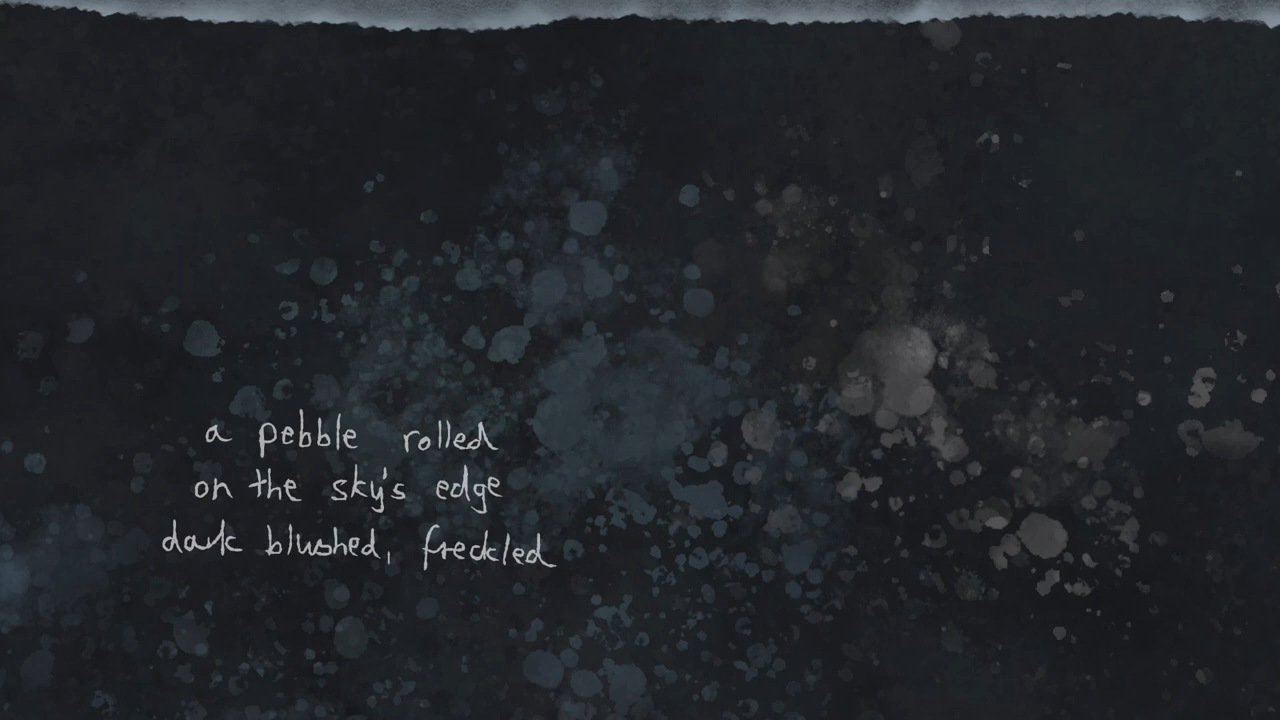 a pebble rolled
on the sky's edge
dark blushed, freckled